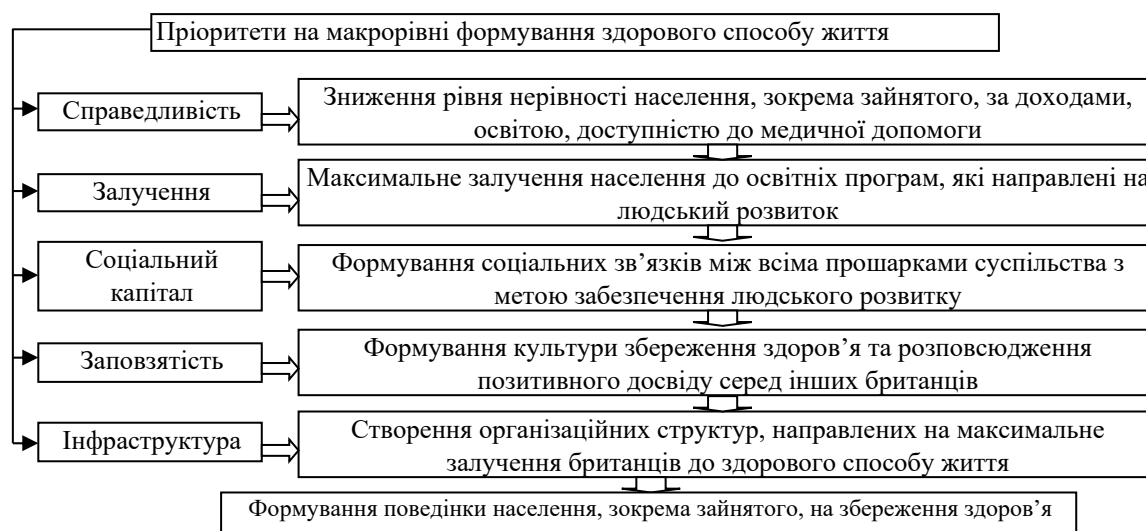 Пріоритети на макрорівні формування здорового способу життя
Справедливість
Зниження рівня нерівності населення, зокрема зайнятого, за доходами,
освітою, доступністю до медичної допомоги
Залучення
Максимальне залучення населення до освітніх програм, які направлені на
людський розвиток
Соціальний
капітал
Формування соціальних зв’язків між всіма прошарками суспільства з
метою забезпечення людського розвитку
Заповзятість
Формування культури збереження здоров’я та розповсюдження
позитивного досвіду серед інших британців
Інфраструктура
Створення організаційних структур, направлених на максимальне
залучення британців до здорового способу життя
Формування поведінки населення, зокрема зайнятого, на збереження здоров’я